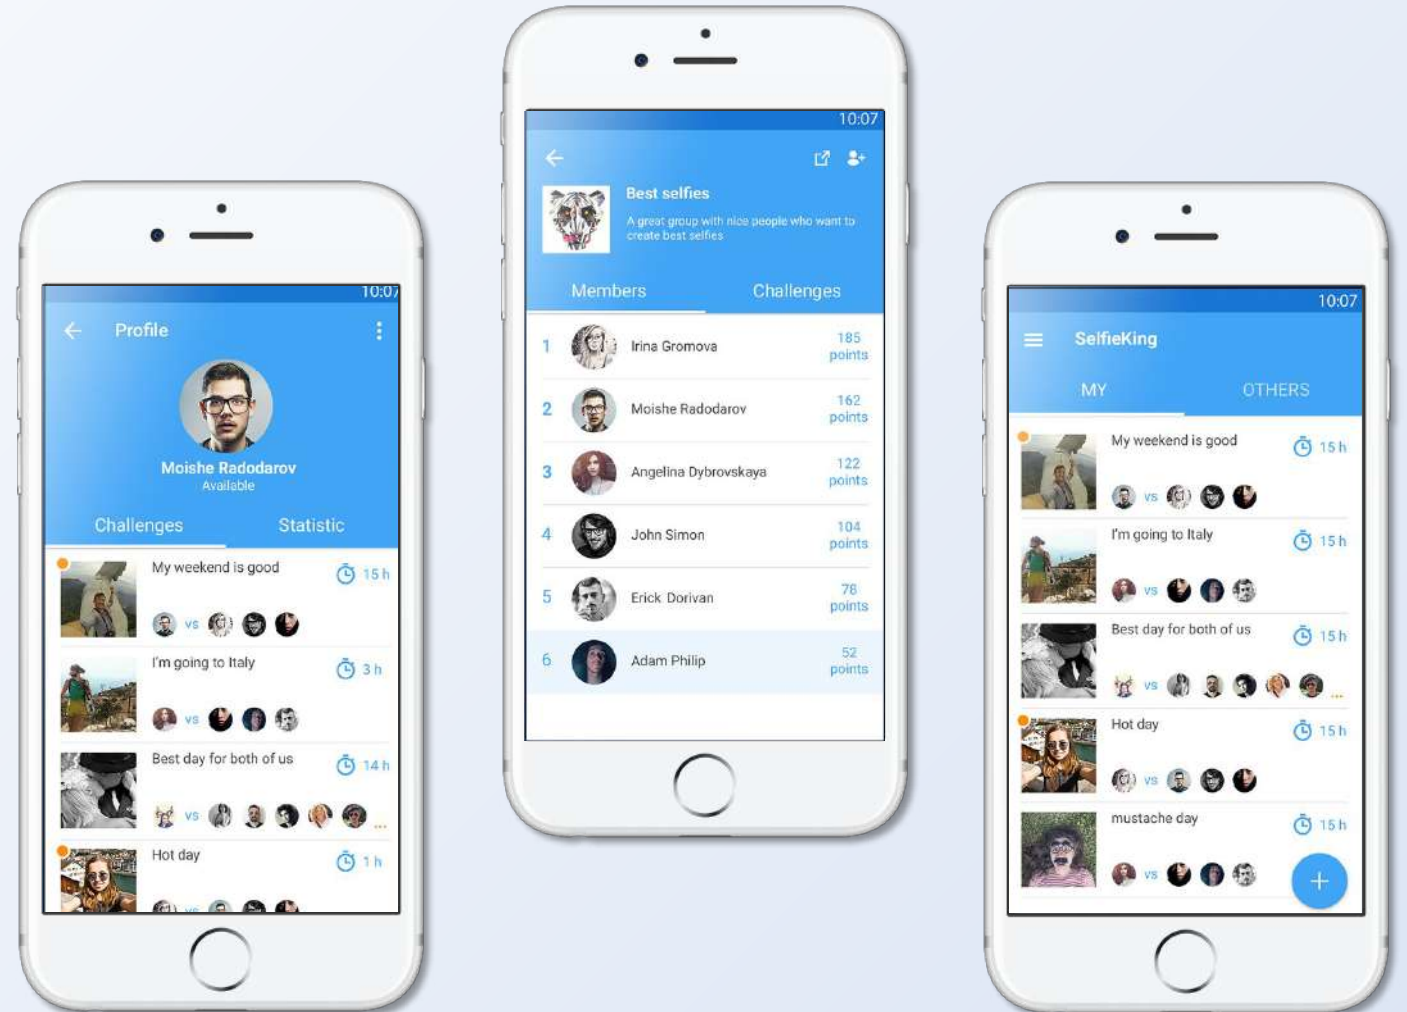 10:07
Profile
Moishe Radodarov
Available
Challenges Statistic
My weekend is good 15 h
vs
I'm going to Italy 3 h
vs
Best day for both of us 14 h
vs ...
Hot day 1 h
vs
10:07
Best selfies
A great group with nice people who want to
create best selfies
Members Challenges
1 Irina Gromova 185
points
2 Moishe Radodarov 162
points
3 Angelina Dybrovskaya 122
points
4 John Simon 104
points
5 Erick Dorivan 78
points
6 Adam Philip 52
points
10:07
SelfieKing
MY OTHERS
My weekend is good 15 h
vs
I'm going to Italy 15 h
vs
Best day for both of us 15 h
vs ...
Hot day 15 h
vs
mustache day 15 h
vs
+